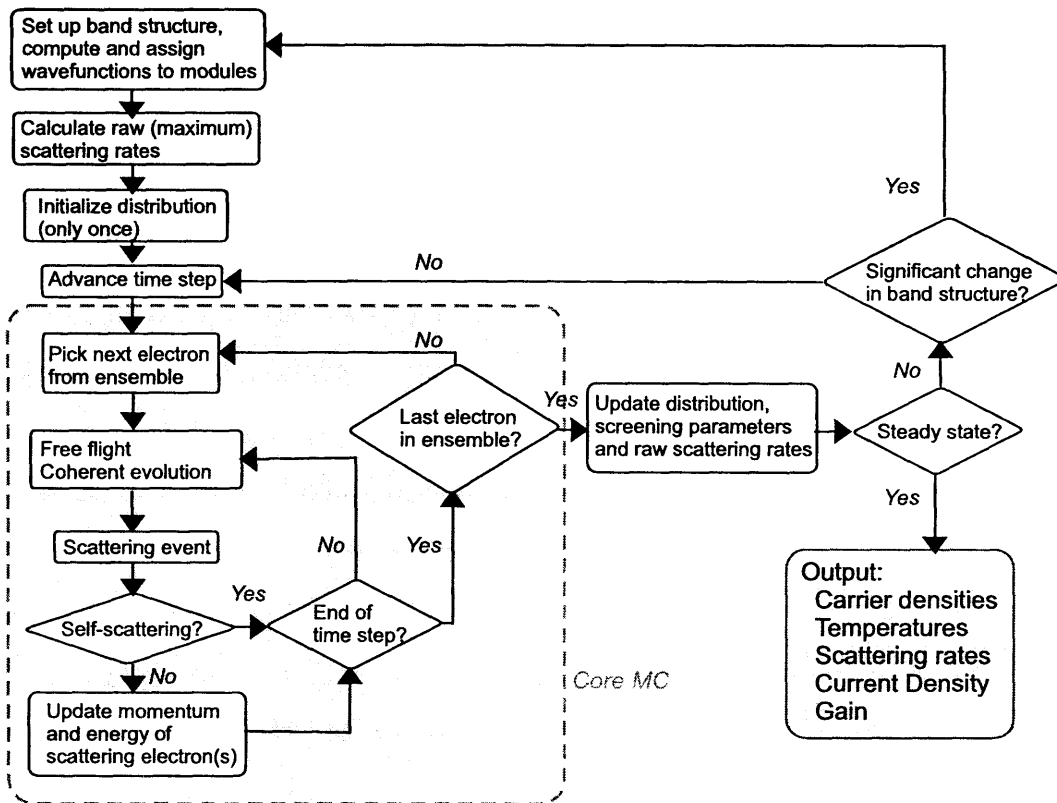 Set up band structure,
compute and assign
wavefunctions to modules
Calculate raw (maximum)
scattering rates
Initialize distribution
(only once)
Advance time step
No
Yes
Significant change
in band structure?
Pick next electron
from ensemble
No
Last electron
in ensemble?
Yes
Update distribution,
screening parameters
and raw scattering rates
No
Steady state?
Yes
Free flight
Coherent evolution
Scattering event
No
Yes
Self-scattering?
Yes
End of
time step?
No
Update momentum
and energy of
scattering electron(s)
Core MC
Output:
Carrier densities
Temperatures
Scattering rates
Current Density
Gain